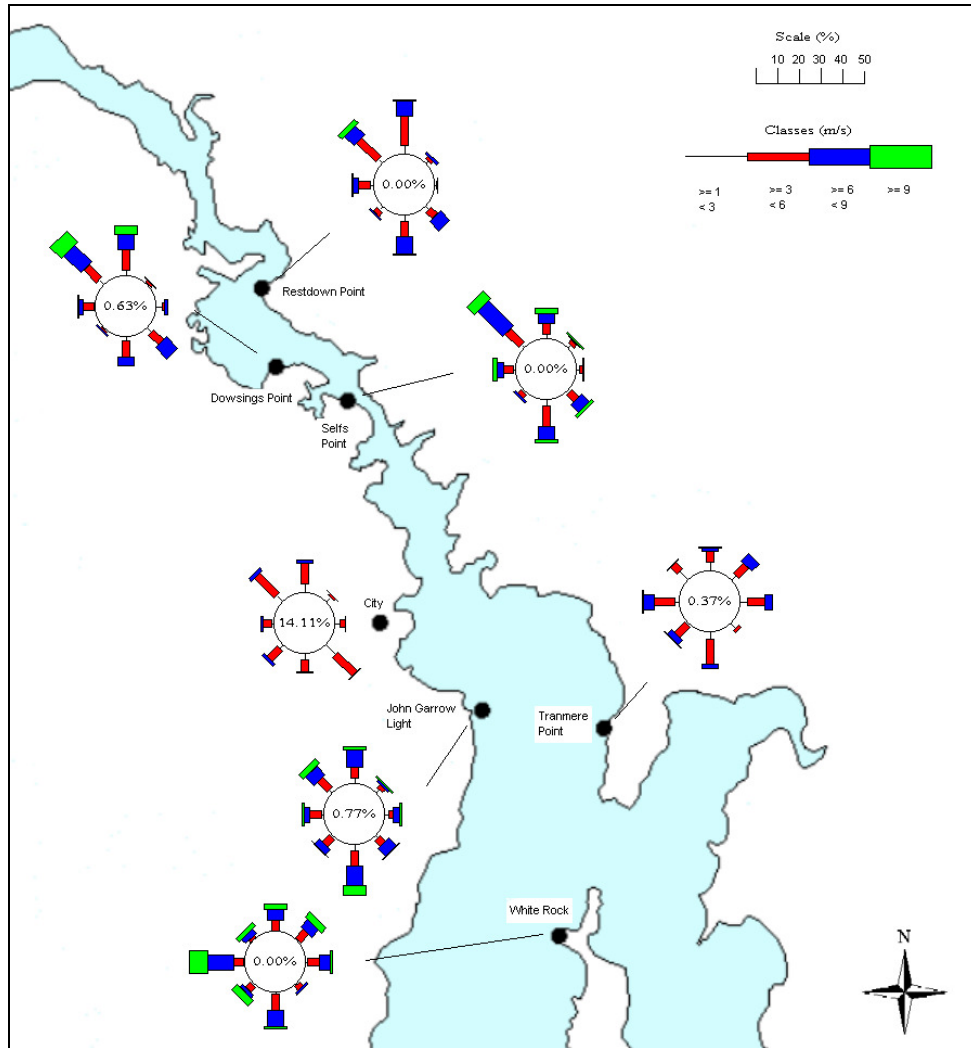 Scale (%)
10 20 30 40 50
Classes (m/s)
>= 1
< 3
>= 3
< 6
>= 6
< 9
>= 9
0.00%
Restdown Point
0.63%
0.00%
Dowsings Point
Selfs
Point
City
14.11%
0.37%
John Garrow
Light
Tranmere
Point
0.77%
White Rock
0.00%
N